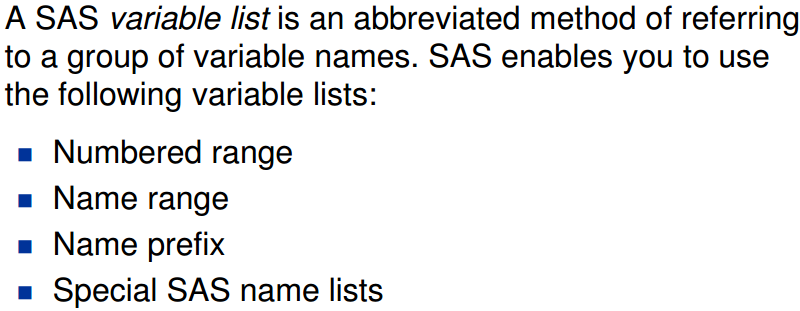 A SAS variable list is an abbreviated method of referring
to a group of variable names. SAS enables you to use
the following variable lists:
■ Numbered range
■ Name range
■ Name prefix
■ Special SAS name lists